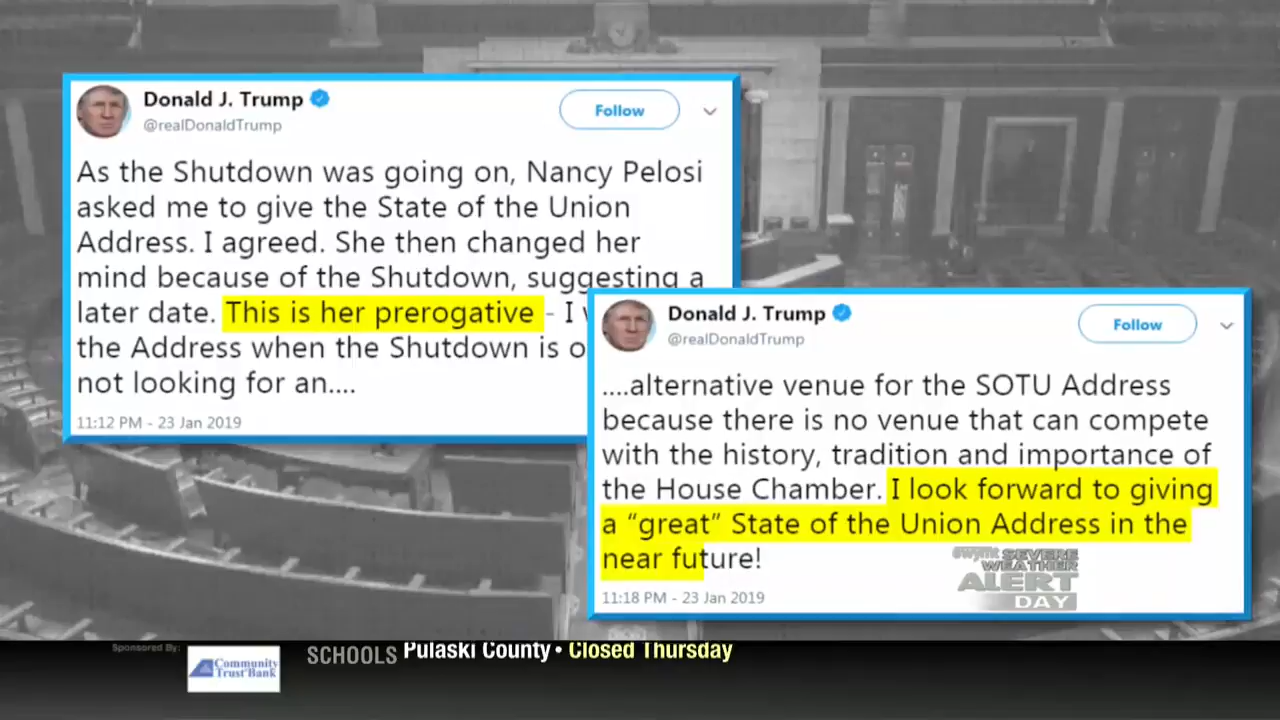 Donald J. Trump
@realDonaldTrump
Follow
As the Shutdown was going on, Nancy Pelosi
asked me to give the State of the Union
Address. I agreed. She then changed her
mind because of the Shutdown, suggesting a
later date. This is her prerogative - I
the Address when the Shutdown is
not looking for an....
11:12 PM - 23 Jan 2019
Donald J. Trump
@realDonaldTrump
Follow
....alternative venue for the SOTU Address
because there is no venue that can compete
with the history, tradition and importance of
the House Chamber. I look forward to giving
a “great” State of the Union Address in the
near future!
11:18 PM - 23 Jan 2019
wymt SEVERE
WEATHER
ALERT
DAY
Sponsored By:
Community
Trust Bank
SCHOOLS
Pulaski County • Closed Thursday